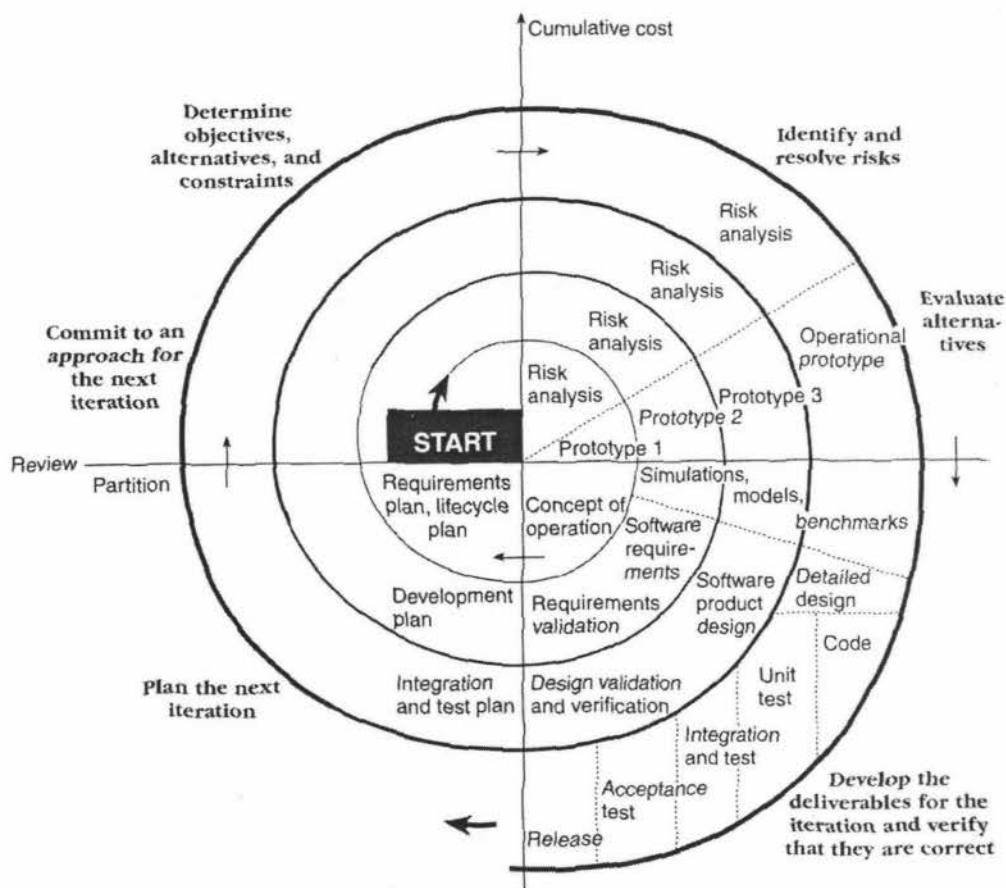 Cumulative cost
Determine
objectives,
alternatives, and
constraints
Identify and
resolve risks
Risk
analysis
Risk
analysis
Risk
analysis
Risk
analysis
Evaluate
alterna-
tives
Commit to an
approach for
the next
iteration
Operational
prototype
Prototype 3
Prototype 2
Prototype 1
START
Review
Partition
Requirements
plan, lifecycle
plan
Concept of
operation
Simulations,
models,
benchmarks
Software
require-
ments
Detailed
design
Development
plan
Requirements
validation
Software
product
design
Code
Unit
test
Plan the next
iteration
Integration
and test plan
Design validation
and verification
Integration
and test
Acceptance
test
Release
Develop the
deliverables for the
iteration and verify
that they are correct